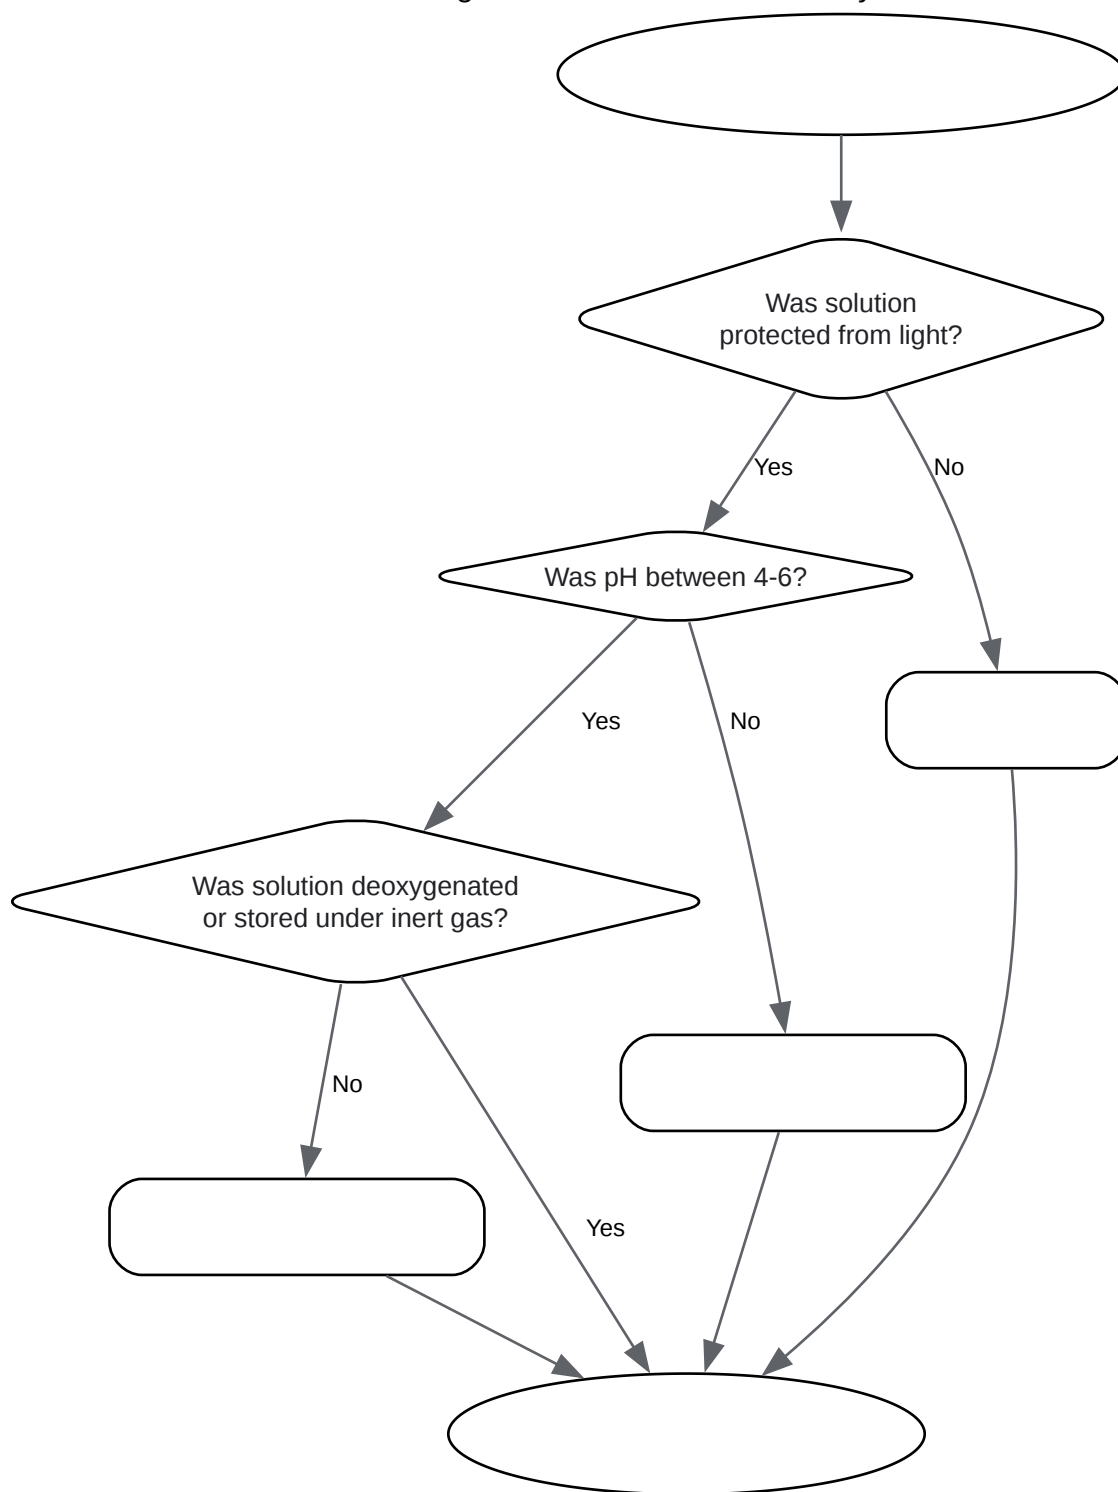 Was solution
protected from light?
Yes
No
Was pH between 4-6?
Yes
No
Was solution deoxygenated
or stored under inert gas?
No
Yes